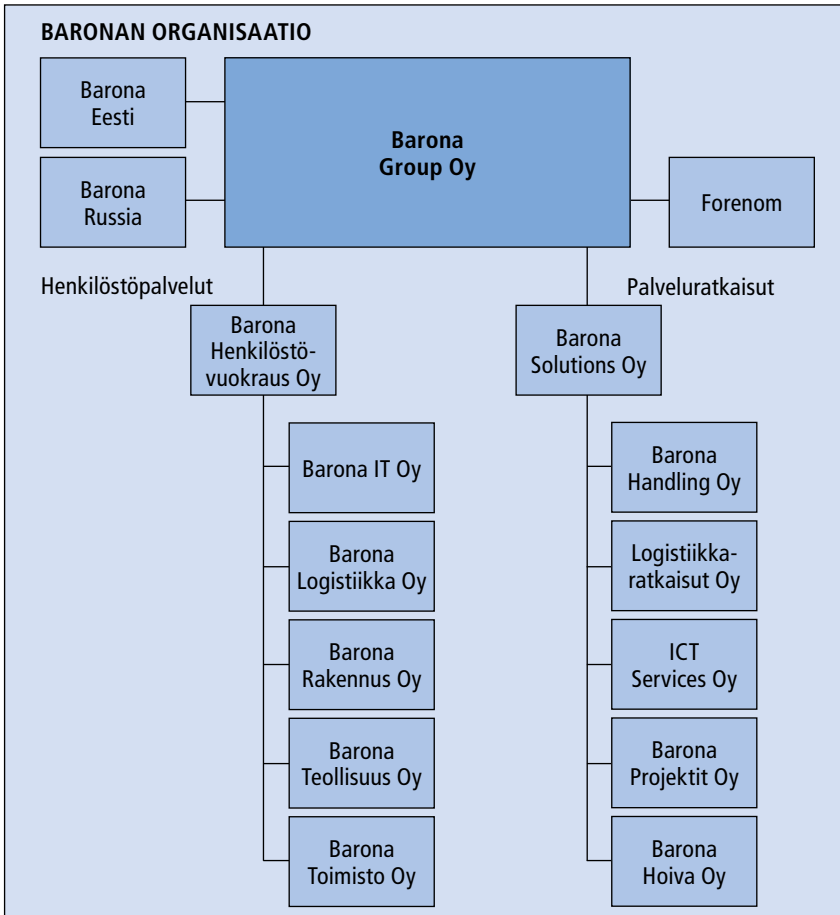 BARONAN ORGANISAATIO
Barona
Eesti
Barona
Group Oy
Barona
Russia
Forenom
Henkilöstöpalvelut
Palveluratkaisut
Barona
Henkilöstö-
vuokraus Oy
Barona
Solutions Oy
Barona IT Oy
Barona
Logistiikka Oy
Barona
Rakennus Oy
Barona
Teollisuus Oy
Barona
Toimisto Oy
Barona
Handling Oy
Logistiikka-
ratkaisut Oy
ICT
Services Oy
Barona
Projektit Oy
Barona
Hoiva Oy